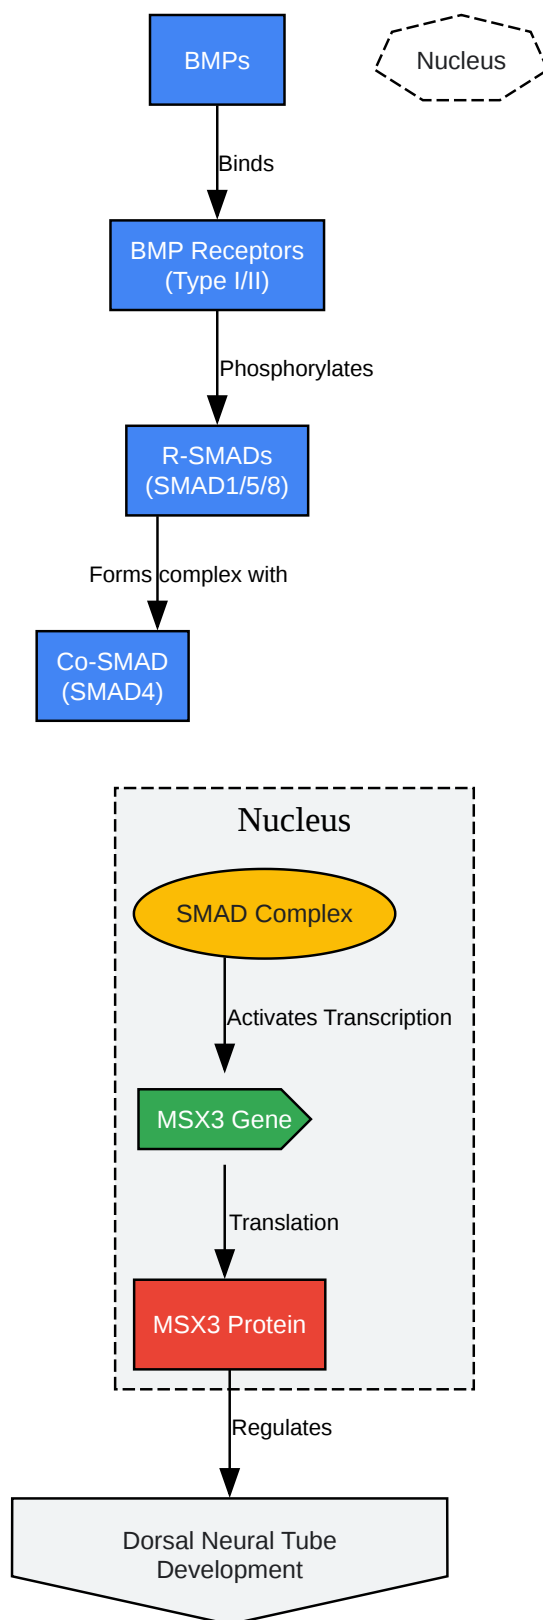 BMPs
Nucleus
Binds
BMP Receptors
(Type I/II)
Phosphorylates
R-SMADs
(SMAD1/5/8)
Forms complex with
Co-SMAD
(SMAD4)
Nucleus
SMAD Complex
Activates Transcription
MSX3 Gene
Translation
MSX3 Protein
Regulates
Dorsal Neural Tube
Development